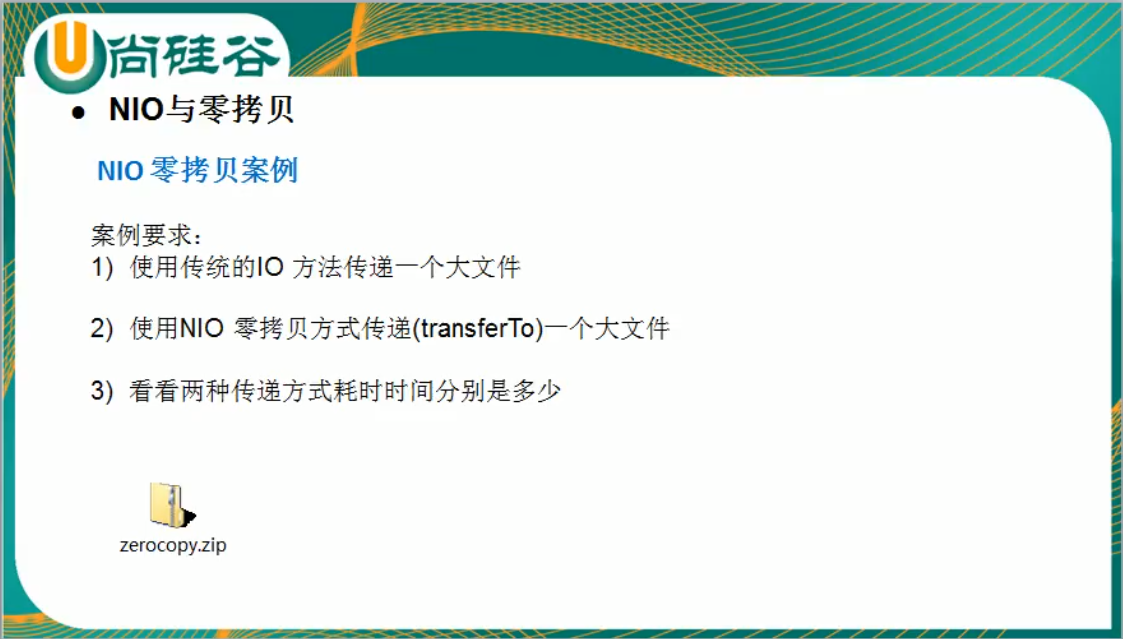 尚硅谷
● NIO与零拷贝
NIO 零拷贝案例
案例要求：
1) 使用传统的IO 方法传递一个大文件
2) 使用NIO 零拷贝方式传递(transferTo)一个大文件
3) 看看两种传递方式耗时时间分别是多少
zerocopy.zip